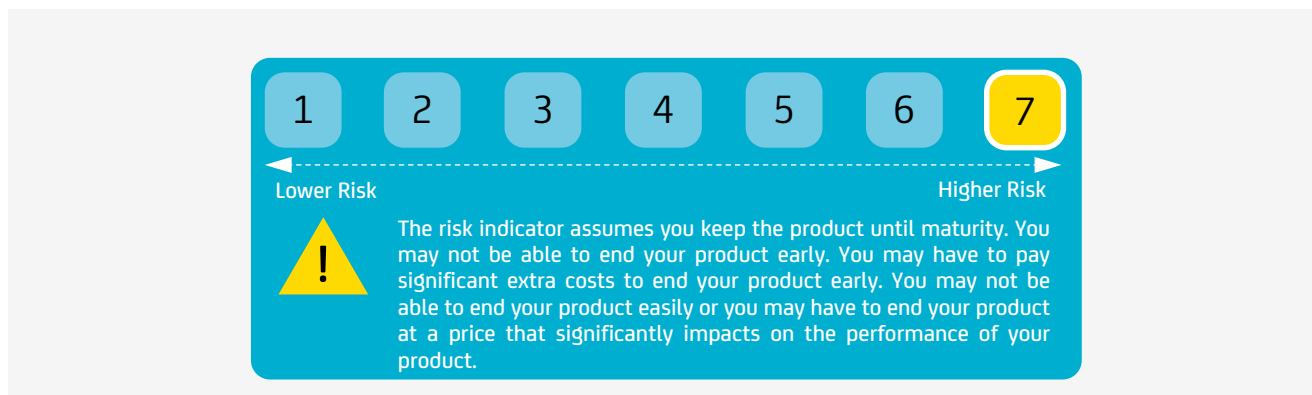 1 2 3 4 5 6 7
Lower Risk Higher Risk
!
The risk indicator assumes you keep the product until maturity. You
may not be able to end your product early. You may have to pay
significant extra costs to end your product early. You may not be
able to end your product easily or you may have to end your product
at a price that significantly impacts on the performance of your
product.